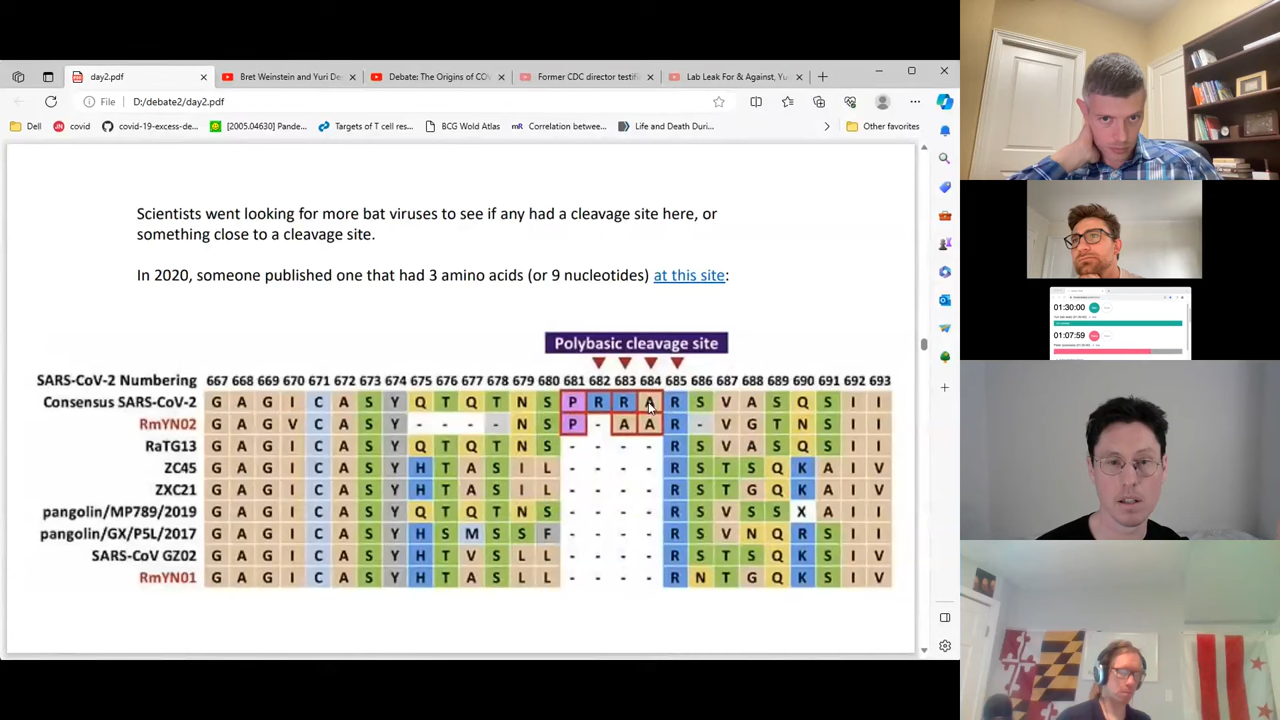 day2.pdf
Bret Weinstein and Yuri De
Debate: The Origins of CO
Former CDC director testif
Lab Leak For & Against, Yu
File D:/debate2/day2.pdf
Dell covid covid-19-excess-de... [2005.04630] Pande... Targets of T cell res... BCG Wold Atlas Correlation betwee... Life and Death Duri... Other favorites
Scientists went looking for more bat viruses to see if any had a cleavage site here, or
something close to a cleavage site.
In 2020, someone published one that had 3 amino acids (or 9 nucleotides) at this site:
Polybasic cleavage site
SARS-CoV-2 Numbering 667 668 669 670 671 672 673 674 675 676 677 678 679 680 681 682 683 684 685 686 687 688 689 690 691 692 693
Consensus SARS-CoV-2 G A G I C A S Y Q T Q T N S P R R A R S V A S Q S I I
RmYN02 G A G V C A S Y - - - - N S P - A A R - V G T N S I I
RaTG13 G A G I C A S Y Q T Q T N S - - - - R S V A S Q S I I
ZC45 G A G I C A S Y H T A S I L - - - - R S T S Q K A I V
ZXC21 G A G I C A S Y H T A S I L - - - - R S T G Q K A I V
pangolin/MP789/2019 G A G I C A S Y Q T Q T N S - - - - R S V S S X A I I
pangolin/GX/P5L/2017 G A G I C A S Y H S M S S F - - - - R S V N Q R S I I
SARS-CoV GZ02 G A G I C A S Y H T V S L L - - - - R S T S Q K S I V
RmYN01 G A G I C A S Y H T A S L L - - - - R N T G Q K S I V
01:30:00
01:07:59